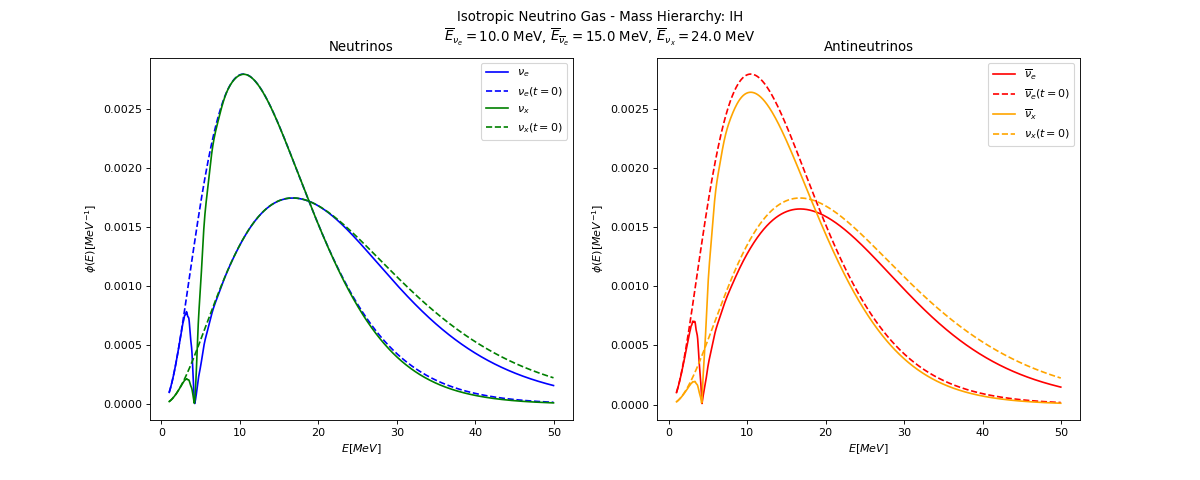 Isotropic Neutrino Gas - Mass Hierarchy: IH
E̅_νₑ = 10.0 MeV, E̅_ν̅ₑ = 15.0 MeV, E̅_νₓ = 24.0 MeV
Neutrinos
ϕ(E)[MeV⁻¹]
0.0025
0.0020
0.0015
0.0010
0.0005
0.0000
0
10
20
30
40
50
E[MeV]
νₑ
νₑ(t = 0)
νₓ
νₓ(t = 0)
Antineutrinos
ϕ(E)[MeV⁻¹]
0.0025
0.0020
0.0015
0.0010
0.0005
0.0000
0
10
20
30
40
50
E[MeV]
ν̅ₑ
ν̅ₑ(t = 0)
ν̅ₓ
νₓ(t = 0)